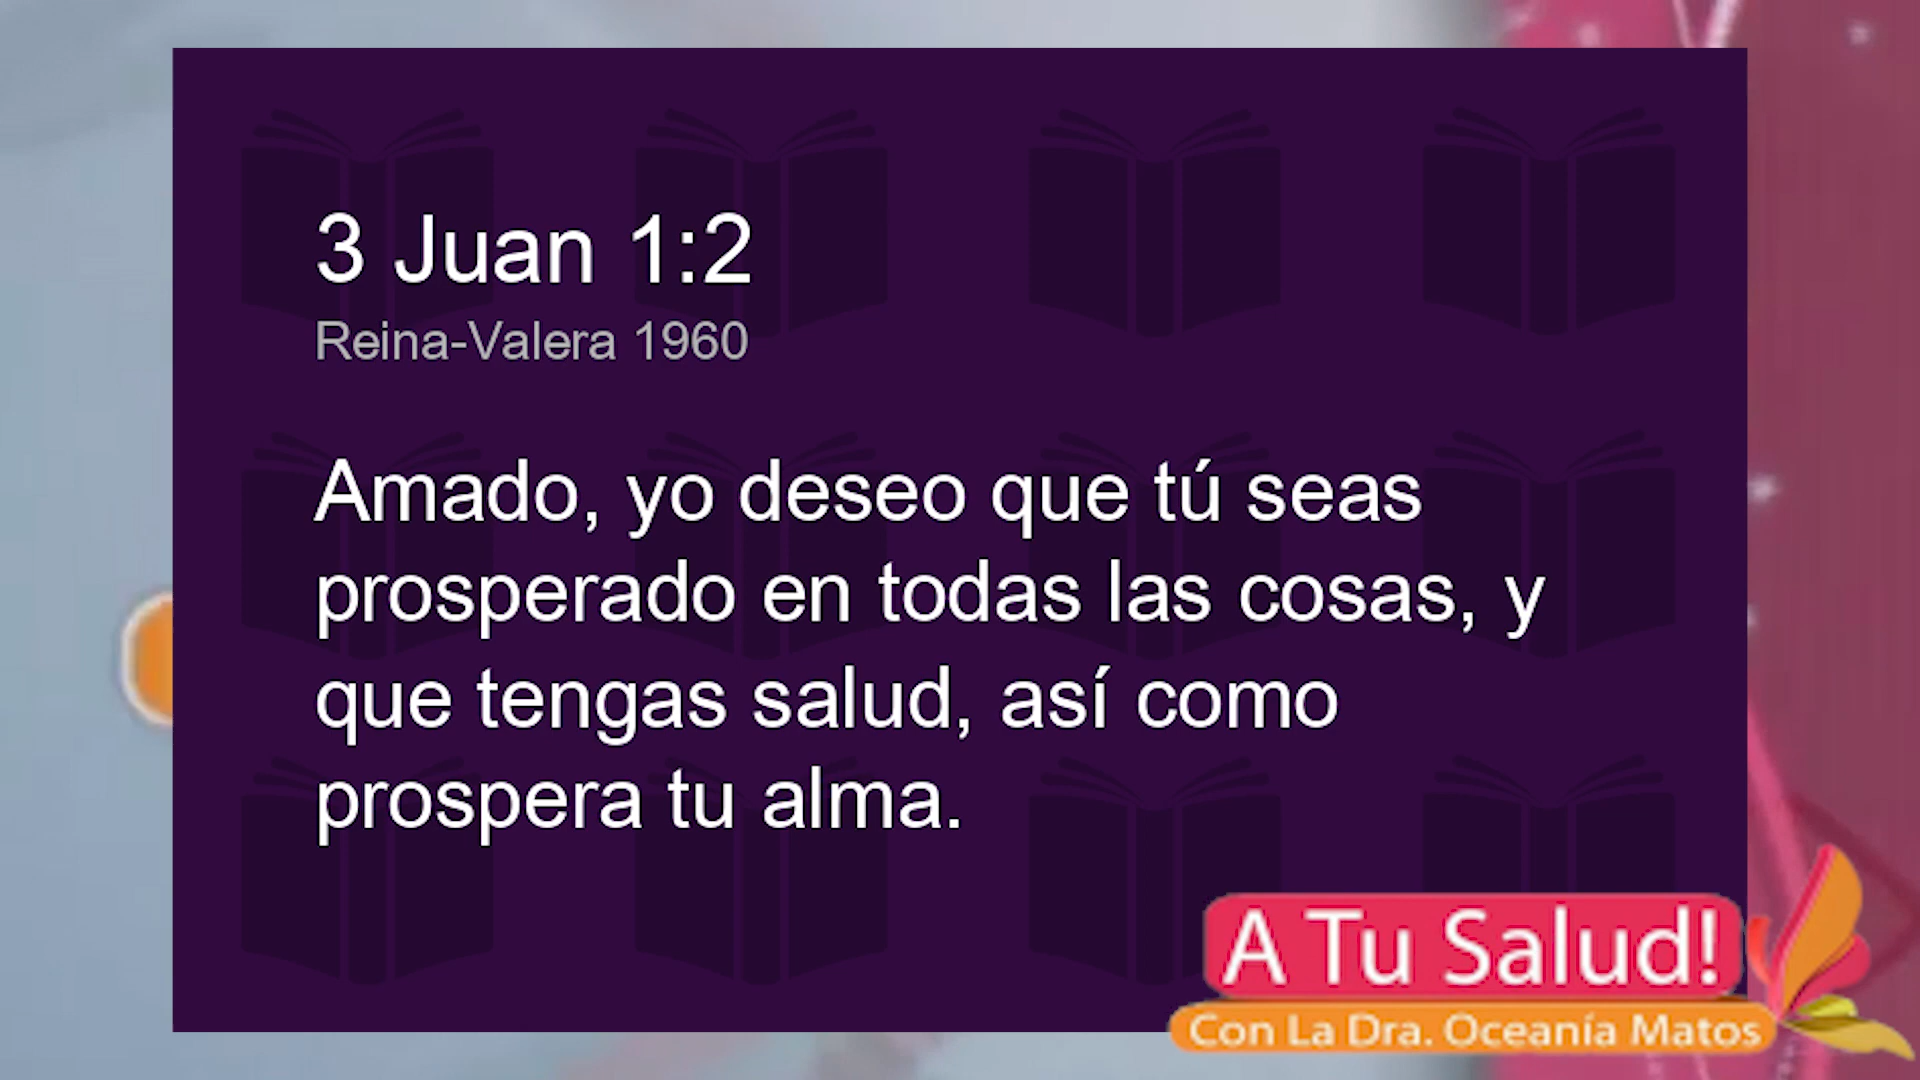 3 Juan 1:2
Reina-Valera 1960
Amado, yo deseo que tú seas
prosperado en todas las cosas, y
que tengas salud, así como
prospera tu alma.
A Tu Salud!
Con La Dra. Oceanía Matos